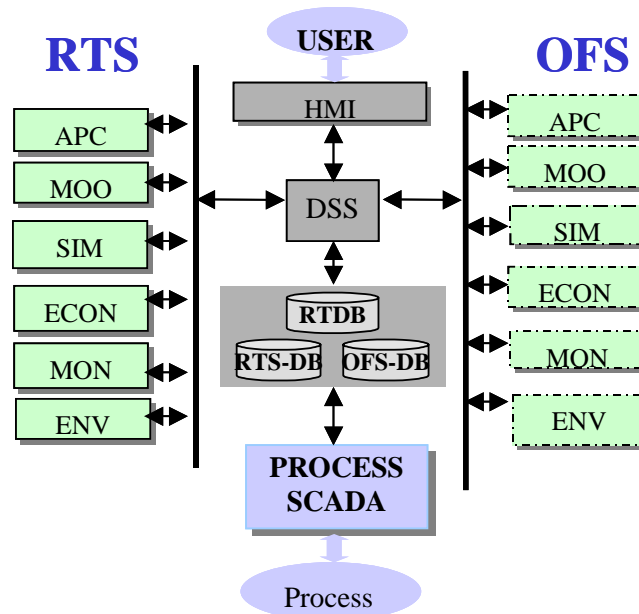 USER
RTS
OFS
HMI
APC
MOO
SIM
ECON
MON
ENV
DSS
RTDB
RTS-DB
OFS-DB
PROCESS
SCADA
Process
APC
MOO
SIM
ECON
MON
ENV